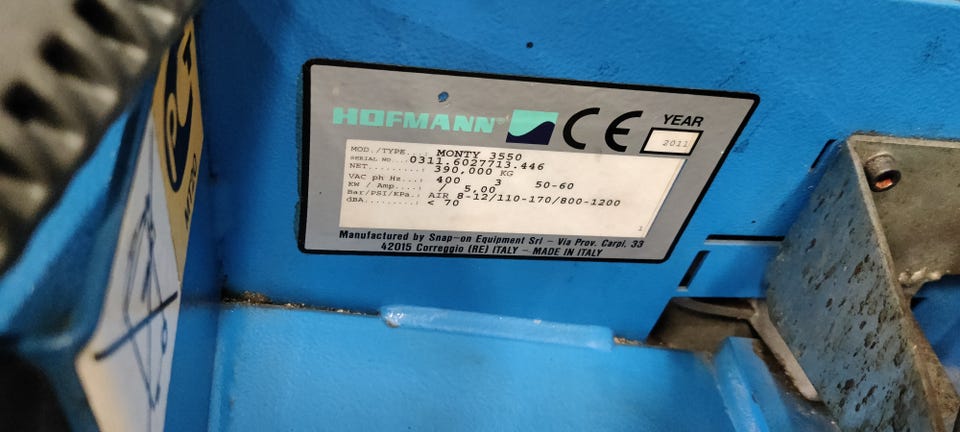 HOFMANN®
CE
YEAR
2011
MOD./TYPE....: MONTY 3550
SERIAL NO...: 0311.6027713.446
NET.........: 390,000 KG
VAC ph Hz...: 400 3 50-60
KW / Amp....: / 5,00
Bar/PSI/KPa.: AIR 8-12/110-170/800-1200
dBA.........: < 70
1
Manufactured by Snap-on Equipment Srl - Via Prov. Carpi. 33
42015 Correggio (RE) ITALY - MADE IN ITALY